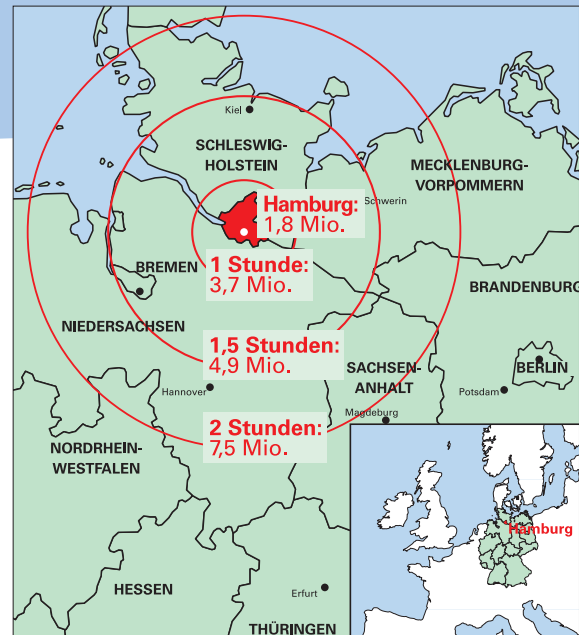 Kiel
SCHLESWIG-
HOLSTEIN
MECKLENBURG-
VORPOMMERN
Schwerin
Hamburg:
1,8 Mio.
1 Stunde:
3,7 Mio.
BREMEN
BRANDENBURG
NIEDERSACHSEN
1,5 Stunden:
4,9 Mio.
SACHSEN-
ANHALT
BERLIN
Hannover
Potsdam
Magdeburg
2 Stunden:
7,5 Mio.
NORDRHEIN-
WESTFALEN
Hamburg
HESSEN
Erfurt
THÜRINGEN